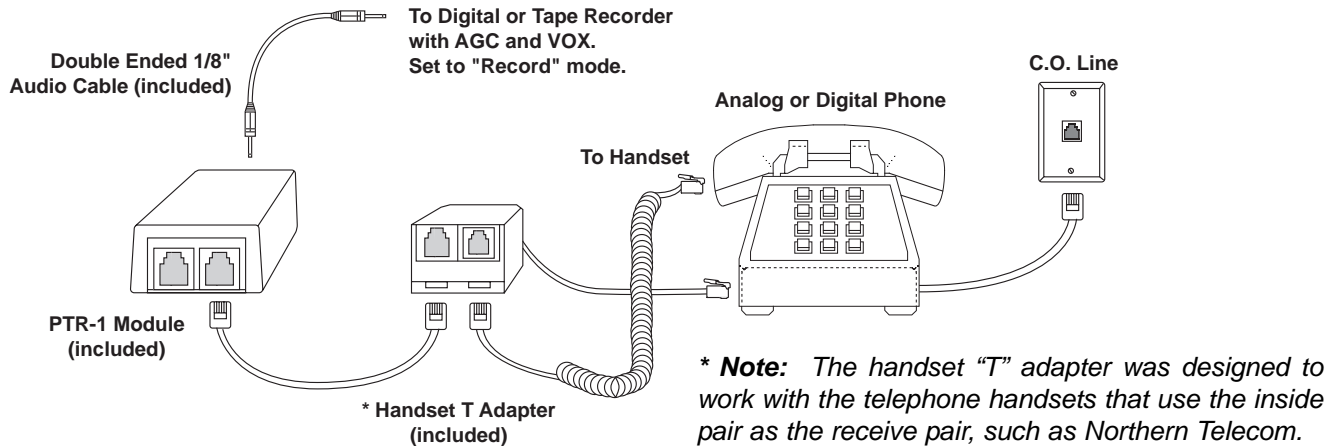 To Digital or Tape Recorder
with AGC and VOX.
Set to "Record" mode.
Double Ended 1/8"
Audio Cable (included)
C.O. Line
Analog or Digital Phone
To Handset
PTR-1 Module
(included)
* Handset T Adapter
(included)
* Note: The handset “T” adapter was designed to
work with the telephone handsets that use the inside
pair as the receive pair, such as Northern Telecom.